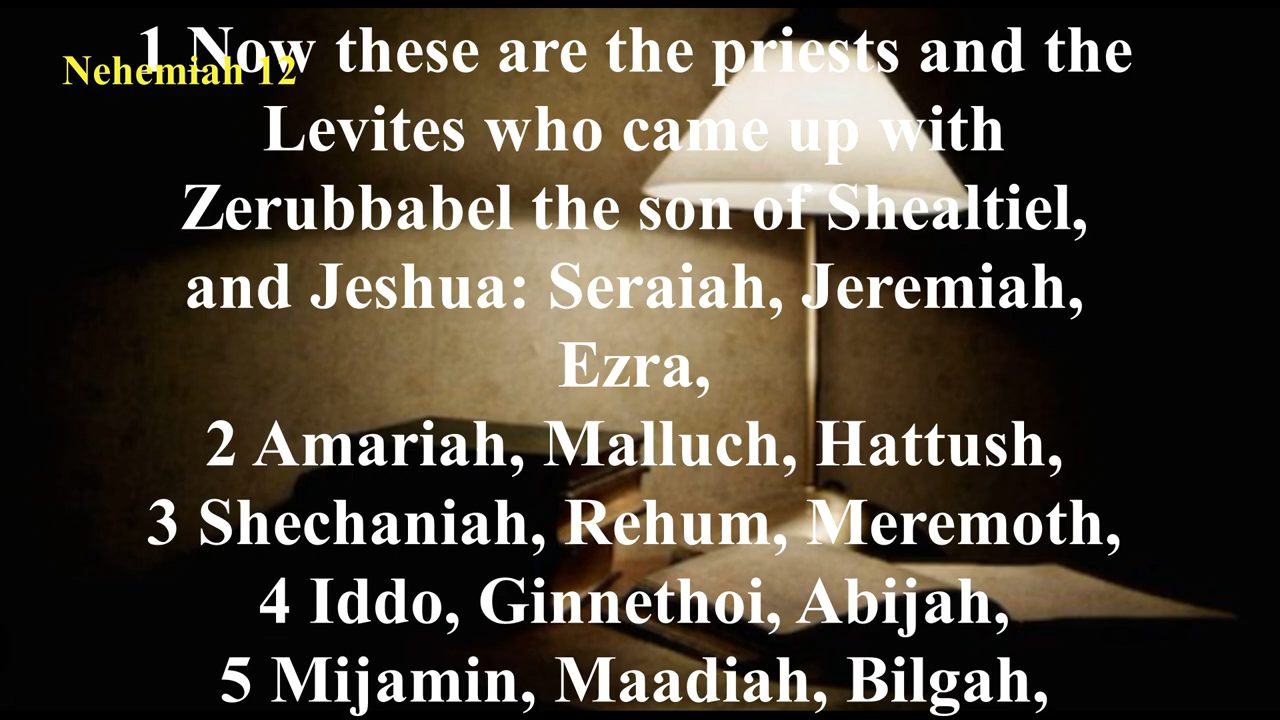 Nehemiah 12
1 Now these are the priests and the
Levites who came up with
Zerubbabel the son of Shealtiel,
and Jeshua: Seraiah, Jeremiah,
Ezra,
2 Amariah, Malluch, Hattush,
3 Shechaniah, Rehum, Meremoth,
4 Iddo, Ginnethoi, Abijah,
5 Mijamin, Maadiah, Bilgah,